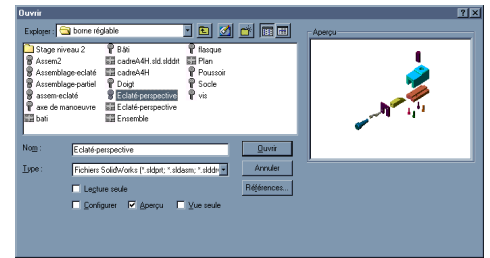 Ouvrir
Explorer : borne réglable
Aperçu
Stage niveau 2
Assem2
Assemblage-eclaté
Assemblage-partiel
assem-eclaté
axe de manoeuvre
bati
Bâti
cadreA4H.sld.slddrt
cadreA4H
Doigt
Eclaté-perspective
Eclaté-perspective
Ensemble
flasque
Plan
Poussoir
Socle
vis
Nom : Eclaté-perspective Ouvrir
Type : Fichiers SolidWorks (*.sldprt; *.sldasm; *.slddr Annuler
Lecture seule Références...
Configurer Aperçu Vue seule